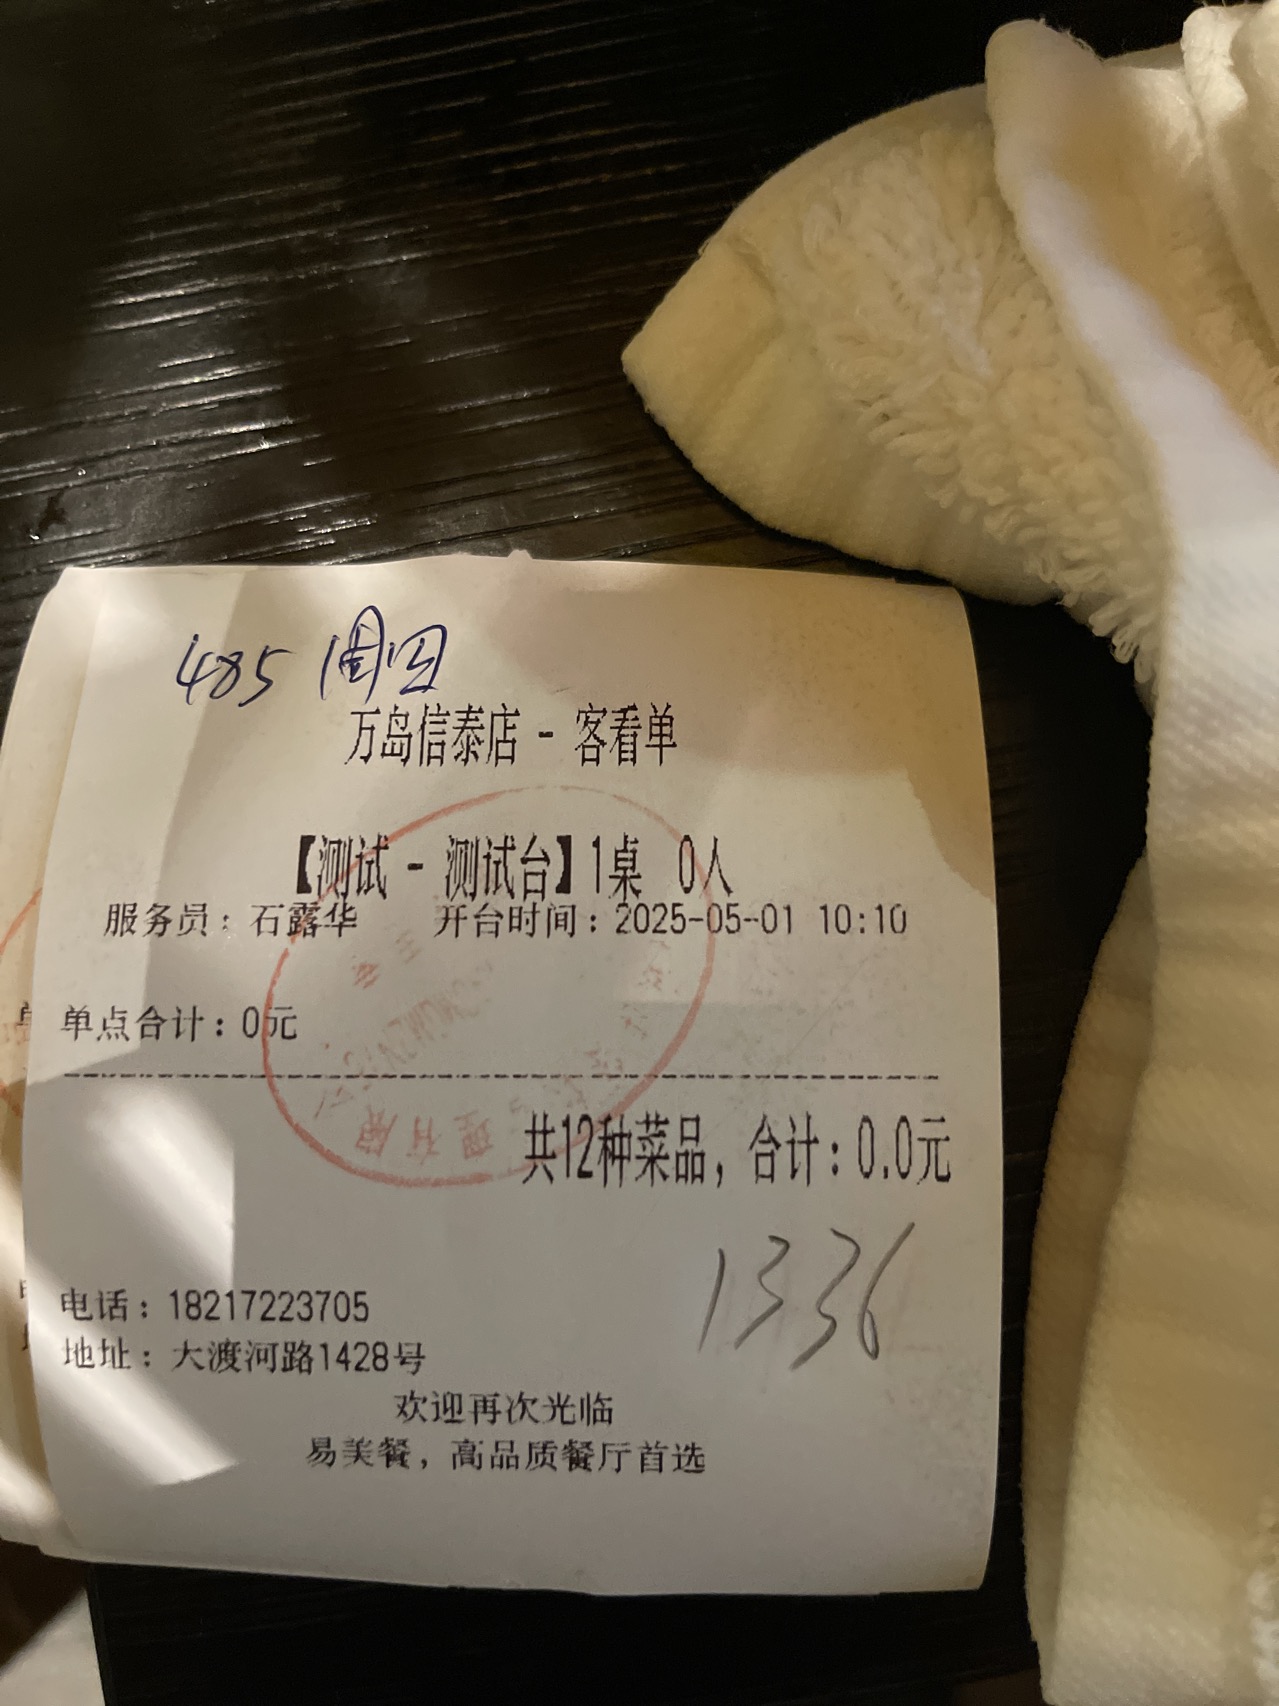 485 周四
万岛信泰店 - 客看单
【测试 - 测试台】1桌 0人
服务员：石露华 开台时间：2025-05-01 10:10
单点合计：0元
共12种菜品，合计：0.0元
1336
电话：18217223705
地址：大渡河路1428号
欢迎再次光临
易美餐，高品质餐厅首选